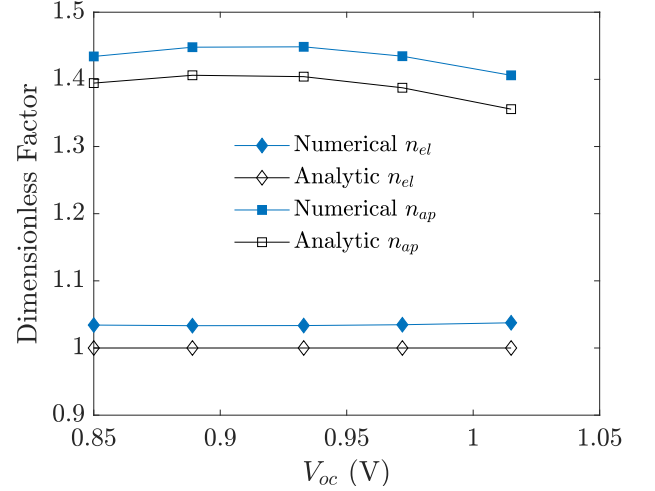 1.5
1.4
1.3
1.2
1.1
1
0.9
Dimensionless Factor
Numerical n_el
Analytic n_el
Numerical n_ap
Analytic n_ap
0.85 0.9 0.95 1 1.05
V_oc (V)